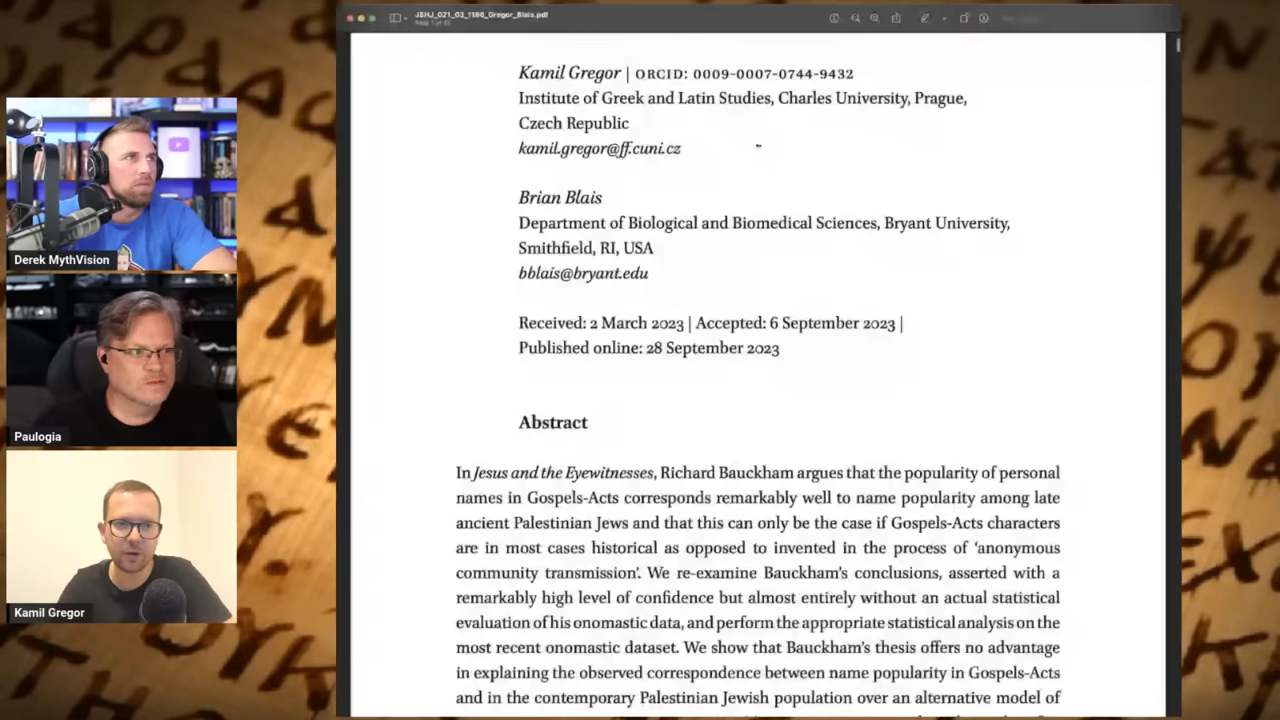 JSHJ_021_03_1186_Gregor_Blais.pdf
Kamil Gregor | ORCID: 0009-0007-0744-9432
Institute of Greek and Latin Studies, Charles University, Prague,
Czech Republic
kamil.gregor@ff.cuni.cz
Brian Blais
Department of Biological and Biomedical Sciences, Bryant University,
Smithfield, RI, USA
bblais@bryant.edu
Received: 2 March 2023 | Accepted: 6 September 2023 |
Published online: 28 September 2023
Abstract
In Jesus and the Eyewitnesses, Richard Bauckham argues that the popularity of personal
names in Gospels-Acts corresponds remarkably well to name popularity among late
ancient Palestinian Jews and that this can only be the case if Gospels-Acts characters
are in most cases historical as opposed to invented in the process of ‘anonymous
community transmission’. We re-examine Bauckham’s conclusions, asserted with a
remarkably high level of confidence but almost entirely without an actual statistical
evaluation of his onomastic data, and perform the appropriate statistical analysis on the
most recent onomastic dataset. We show that Bauckham’s thesis offers no advantage
in explaining the observed correspondence between name popularity in Gospels-Acts
and in the contemporary Palestinian Jewish population over an alternative model of
Derek MythVision
Paulogia
Kamil Gregor